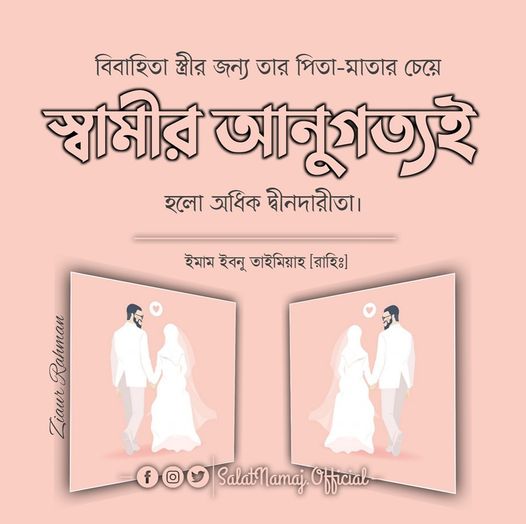 বিবাহিতা স্ত্রীর জন্য তার পিতা-মাতার চেয়ে
স্বামীর আনুগত্যই
হলো অধিক দ্বীনদারীতা।
ইমাম ইবনু তাইমিয়াহ [রাহিঃ]
Ziaur Rahman
SalatNamaj.Official